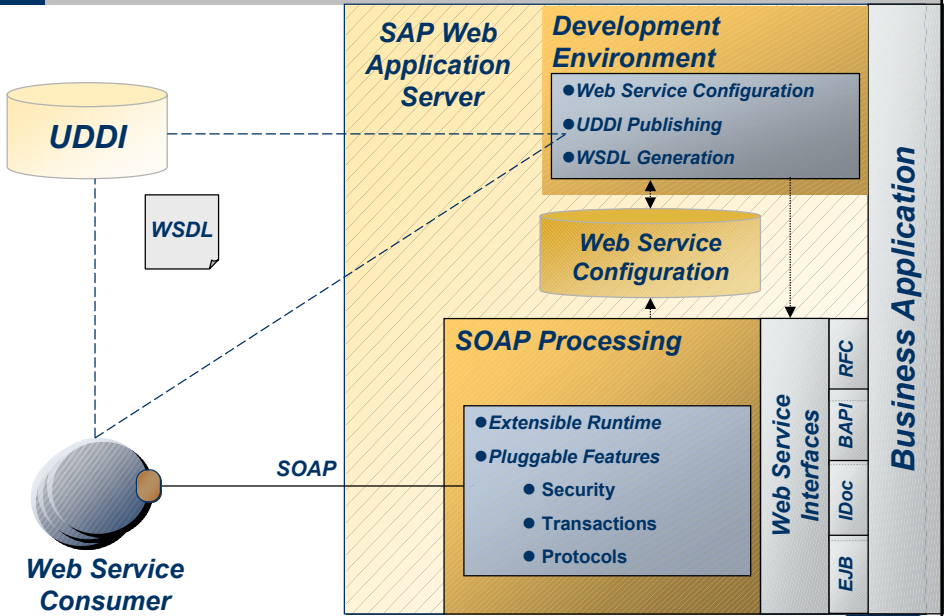 SAP Web
Application
Server
Development
Environment
●Web Service Configuration
●UDDI Publishing
●WSDL Generation
UDDI
WSDL
Web Service
Configuration
SOAP Processing
●Extensible Runtime
●Pluggable Features
● Security
● Transactions
● Protocols
SOAP
Web Service
Consumer
Web Service
Interfaces
RFC
BAPI
IDoc
EJB
Business Application